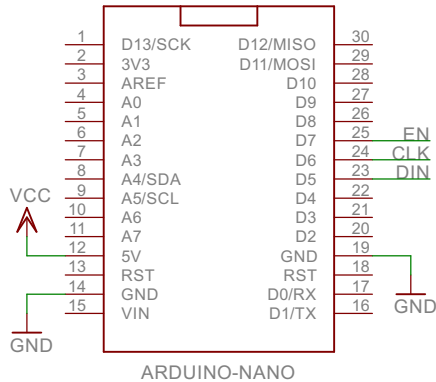 1 D13/SCK D12/MISO 30
2 3V3 D11/MOSI 29
3 AREF D10 28
4 A0 D9 27
5 A1 D8 26
6 A2 D7 25 EN
7 A3 D6 24 CLK
8 A4/SDA D5 23 DIN
VCC 9 A5/SCL D4 22
10 A6 D3 21
11 A7 D2 20
12 5V GND 19
13 RST RST 18
14 GND D0/RX 17 GND
15 VIN D1/TX 16
GND
ARDUINO-NANO